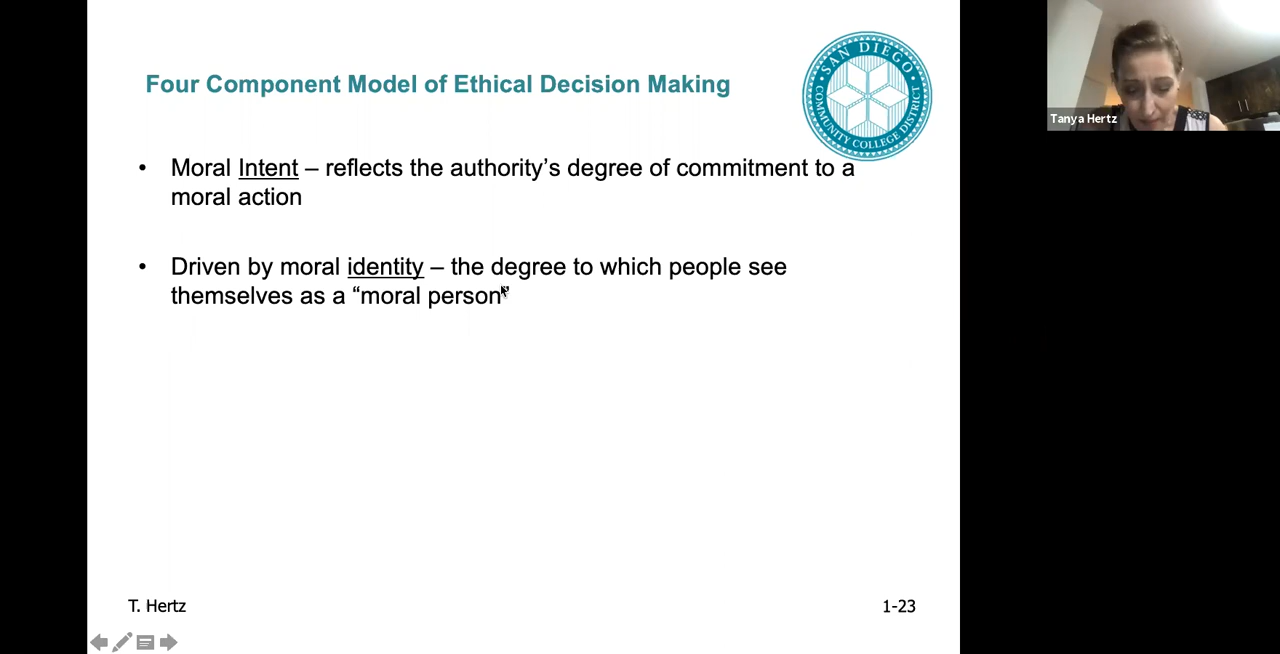 Four Component Model of Ethical Decision Making
SAN DIEGO
COMMUNITY COLLEGE DISTRICT
Tanya Hertz
• Moral Intent – reflects the authority’s degree of commitment to a
moral action
• Driven by moral identity – the degree to which people see
themselves as a “moral person”
T. Hertz
1-23